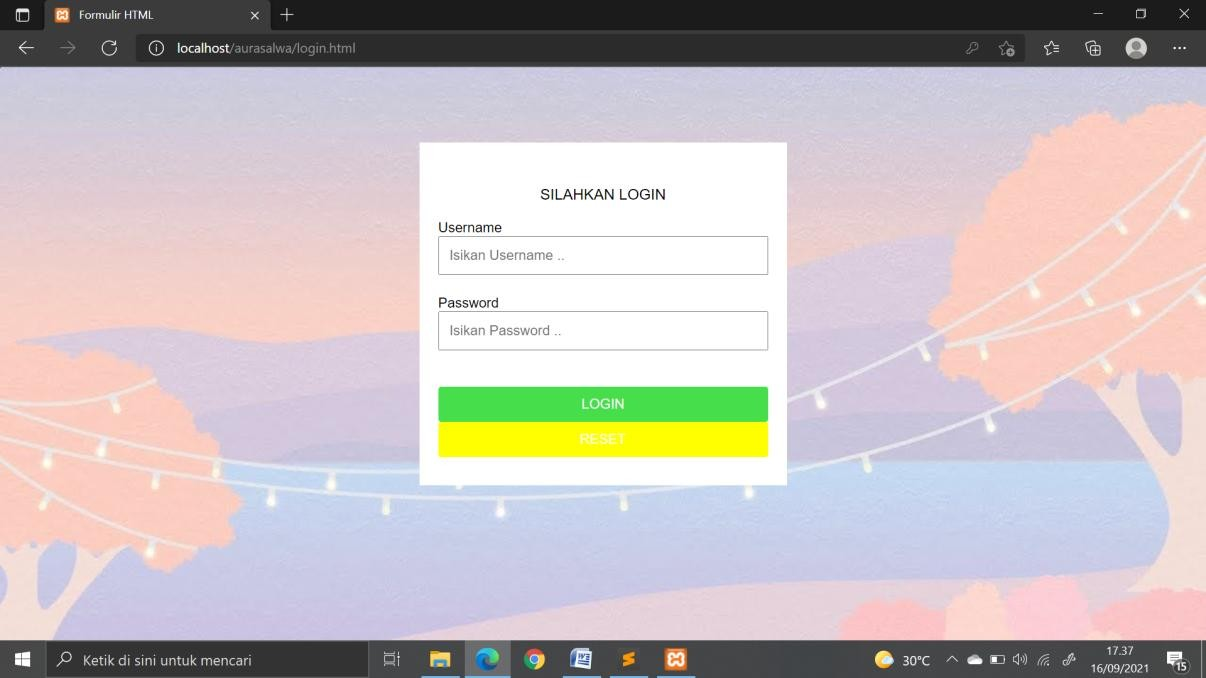 Formulir HTML
localhost/aurasalwa/login.html
SILAHKAN LOGIN
Username
Isikan Username ..
Password
Isikan Password ..
LOGIN
RESET
Ketik di sini untuk mencari
30°C
17.37
16/09/2021
15